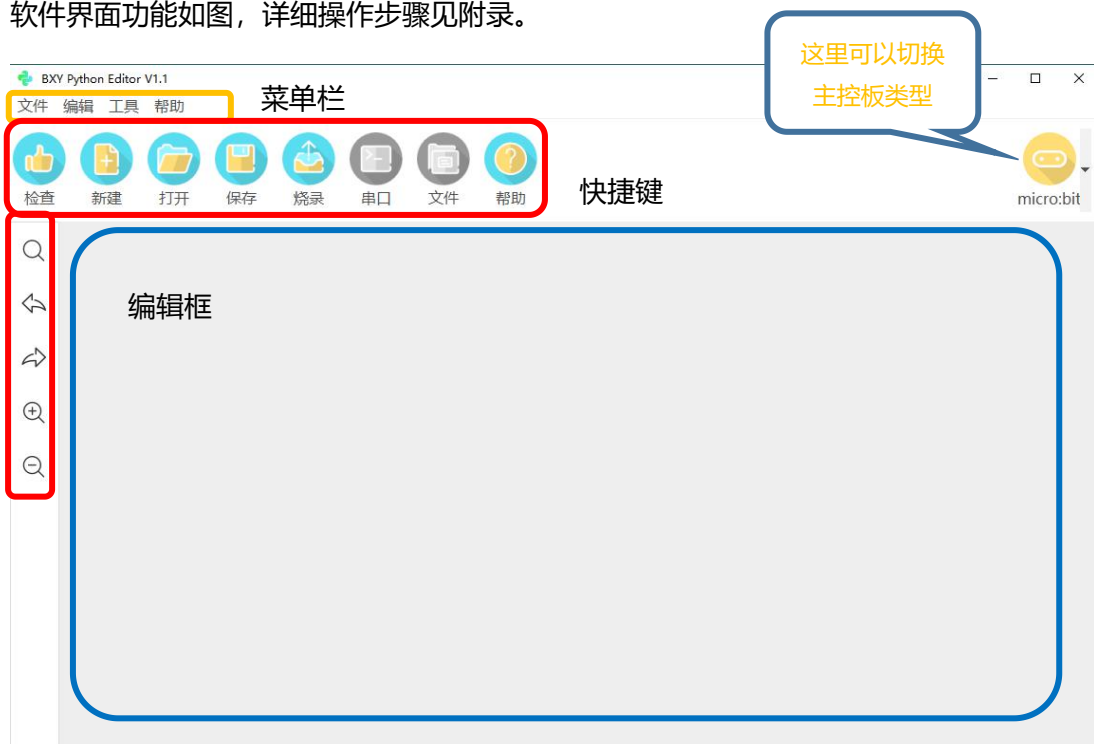 软件界面功能如图，详细操作步骤见附录。
这里可以切换
主控板类型
BXY Python Editor V1.1
文件 编辑 工具 帮助
菜单栏
检查 新建 打开 保存 烧录 串口 文件 帮助
快捷键
micro:bit
编辑框